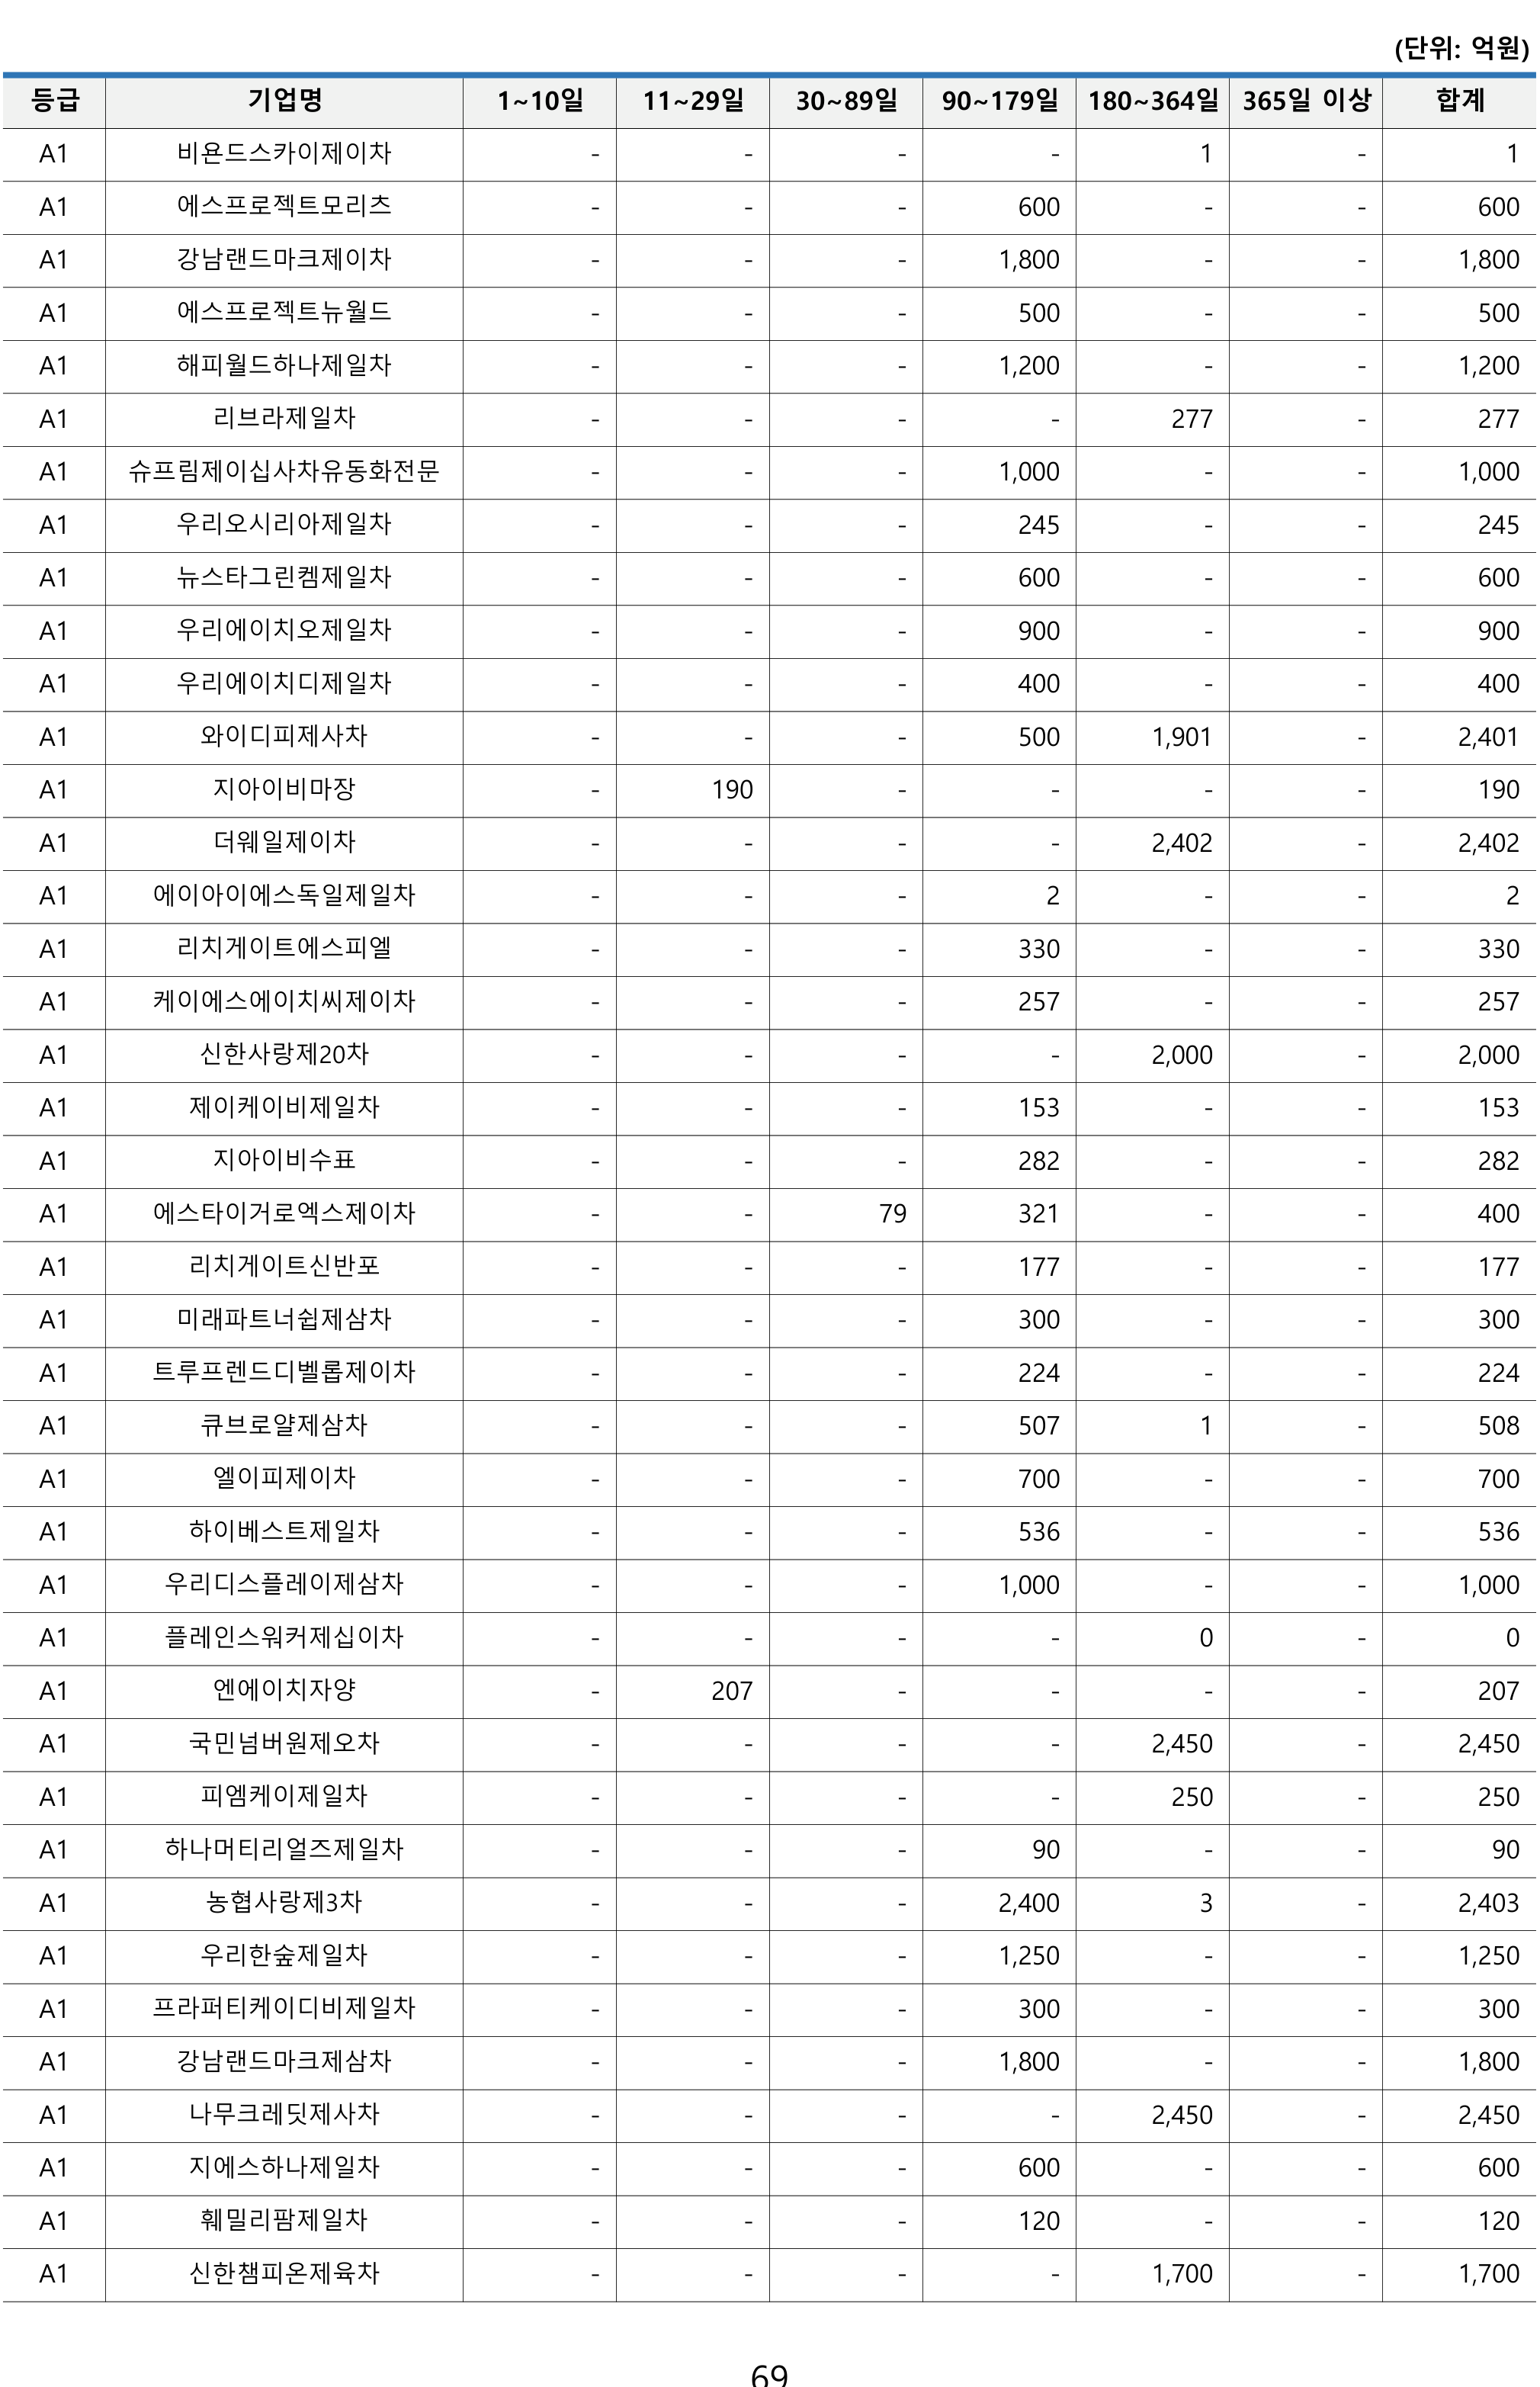 (단위: 억원)
등급 기업명 1~10일 11~29일 30~89일 90~179일 180~364일 365일 이상 합계
A1 비욘드스카이제이차 - - - - 1 - 1
A1 에스프로젝트모리츠 - - - 600 - - 600
A1 강남랜드마크제이차 - - - 1,800 - - 1,800
A1 에스프로젝트뉴월드 - - - 500 - - 500
A1 해피월드하나제일차 - - - 1,200 - - 1,200
A1 리브라제일차 - - - - 277 - 277
A1 슈프림제이십사차유동화전문 - - - 1,000 - - 1,000
A1 우리오시리아제일차 - - - 245 - - 245
A1 뉴스타그린켐제일차 - - - 600 - - 600
A1 우리에이치오제일차 - - - 900 - - 900
A1 우리에이치디제일차 - - - 400 - - 400
A1 와이디피제사차 - - - 500 1,901 - 2,401
A1 지아이비마장 - 190 - - - - 190
A1 더웨일제이차 - - - - 2,402 - 2,402
A1 에이아이에스독일제일차 - - - 2 - - 2
A1 리치게이트에스피엘 - - - 330 - - 330
A1 케이에스에이치씨제이차 - - - 257 - - 257
A1 신한사랑제20차 - - - - 2,000 - 2,000
A1 제이케이비제일차 - - - 153 - - 153
A1 지아이비수표 - - - 282 - - 282
A1 에스타이거로엑스제이차 - - 79 321 - - 400
A1 리치게이트신반포 - - - 177 - - 177
A1 미래파트너쉽제삼차 - - - 300 - - 300
A1 트루프렌드디벨롭제이차 - - - 224 - - 224
A1 큐브로얄제삼차 - - - 507 1 - 508
A1 엘이피제이차 - - - 700 - - 700
A1 하이베스트제일차 - - - 536 - - 536
A1 우리디스플레이제삼차 - - - 1,000 - - 1,000
A1 플레인스워커제십이차 - - - - 0 - 0
A1 엔에이치자양 - 207 - - - - 207
A1 국민넘버원제오차 - - - - 2,450 - 2,450
A1 피엠케이제일차 - - - - 250 - 250
A1 하나머티리얼즈제일차 - - - 90 - - 90
A1 농협사랑제3차 - - - 2,400 3 - 2,403
A1 우리한숲제일차 - - - 1,250 - - 1,250
A1 프라퍼티케이디비제일차 - - - 300 - - 300
A1 강남랜드마크제삼차 - - - 1,800 - - 1,800
A1 나무크레딧제사차 - - - - 2,450 - 2,450
A1 지에스하나제일차 - - - 600 - - 600
A1 훼밀리팜제일차 - - - 120 - - 120
A1 신한챔피온제육차 - - - - 1,700 - 1,700
69